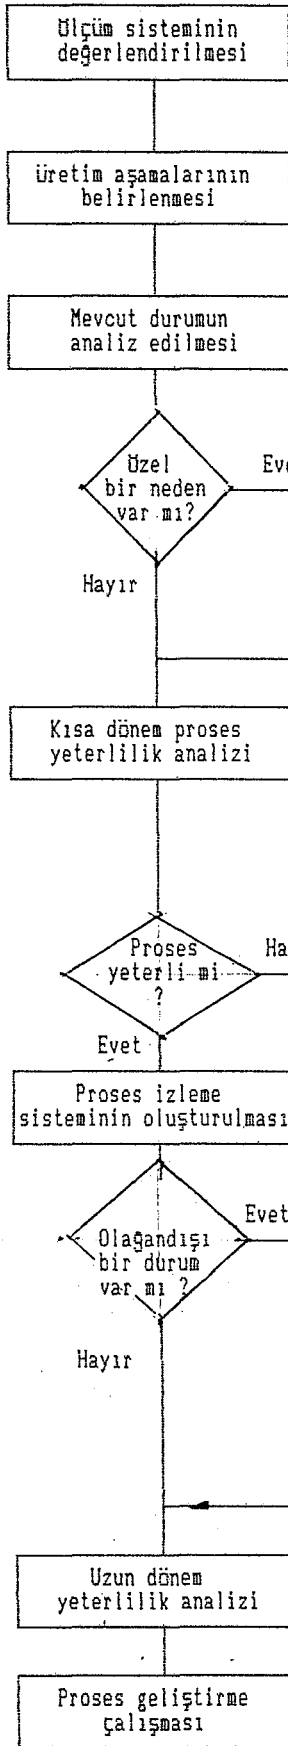 Ölçüm sisteminin
değerlendirilmesi
Üretim aşamalarının
belirlenmesi
Mevcut durumun
analiz edilmesi
Özel
bir neden
var mı?
Hayır
Kısa dönem proses
yeterlilik analizi
Proses
yeterli mi
?
Evet
Proses izleme
sisteminin oluşturulması
Evet
Olağandışı
bir durum
var mı ?
Hayır
Uzun dönem
yeterlilik analizi
Proses geliştirme
çalışması